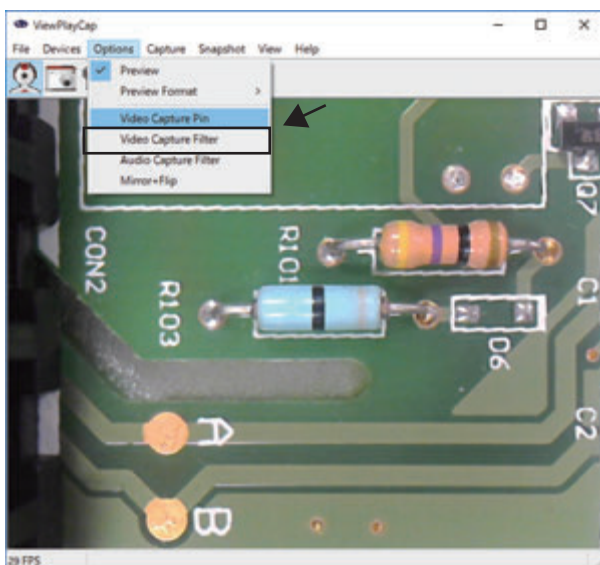 ViewPlayCap
File Devices Options Capture Snapshot View Help
Preview
Preview Format
Video Capture Pin
Video Capture Filter
Audio Capture Filter
Mirror+Flip
Q7
CON2
R101
R103
C1
D6
C2
A
B
29 FPS